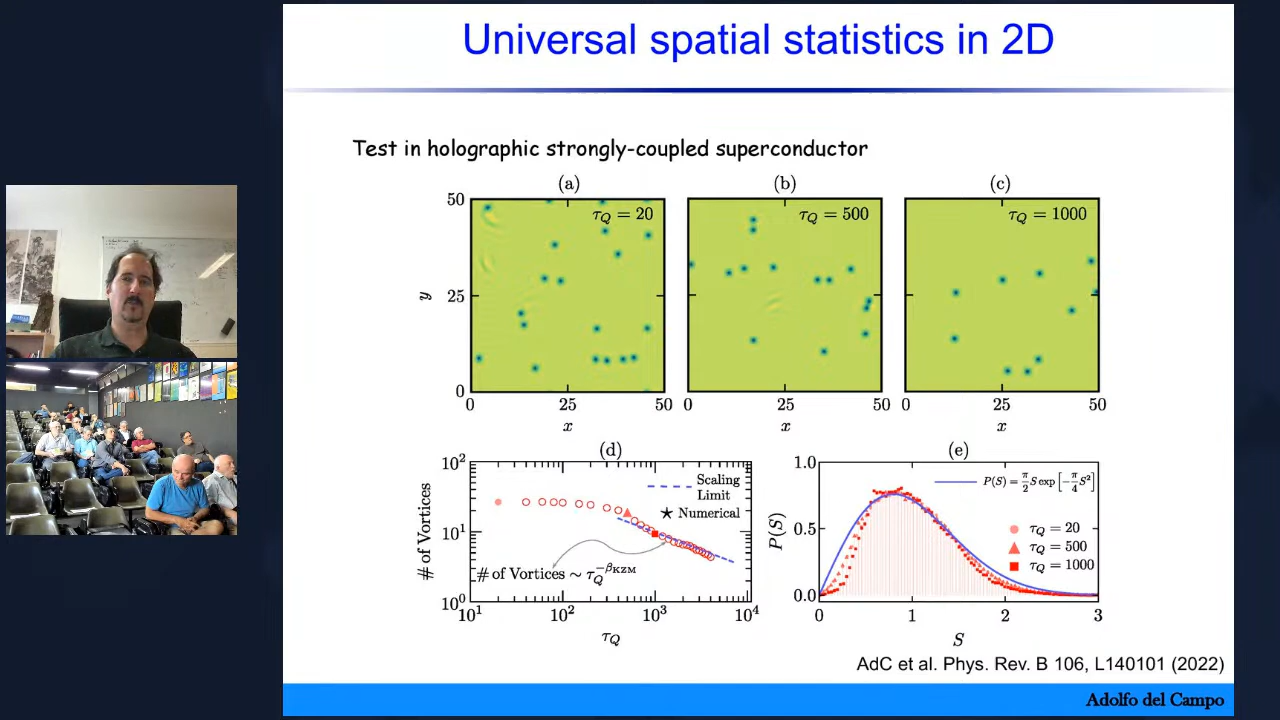 Universal spatial statistics in 2D
Test in holographic strongly-coupled superconductor
(a)
(b)
(c)
50
25
0
y
τ_Q = 20
τ_Q = 500
τ_Q = 1000
0 25 50
0 25 50
0 25 50
x
x
x
(d)
10²
10¹
10⁰
# of Vortices
Scaling
Limit
★ Numerical
# of Vortices ∼ τ_Q^{−β_KZM}
10¹ 10² 10³ 10⁴
τ_Q
(e)
1.0
0.5
0.0
P(S)
P(S) = π/2 S exp [−π/4 S²]
τ_Q = 20
τ_Q = 500
τ_Q = 1000
0 1 2 3
S
AdC et al. Phys. Rev. B 106, L140101 (2022)
Adolfo del Campo